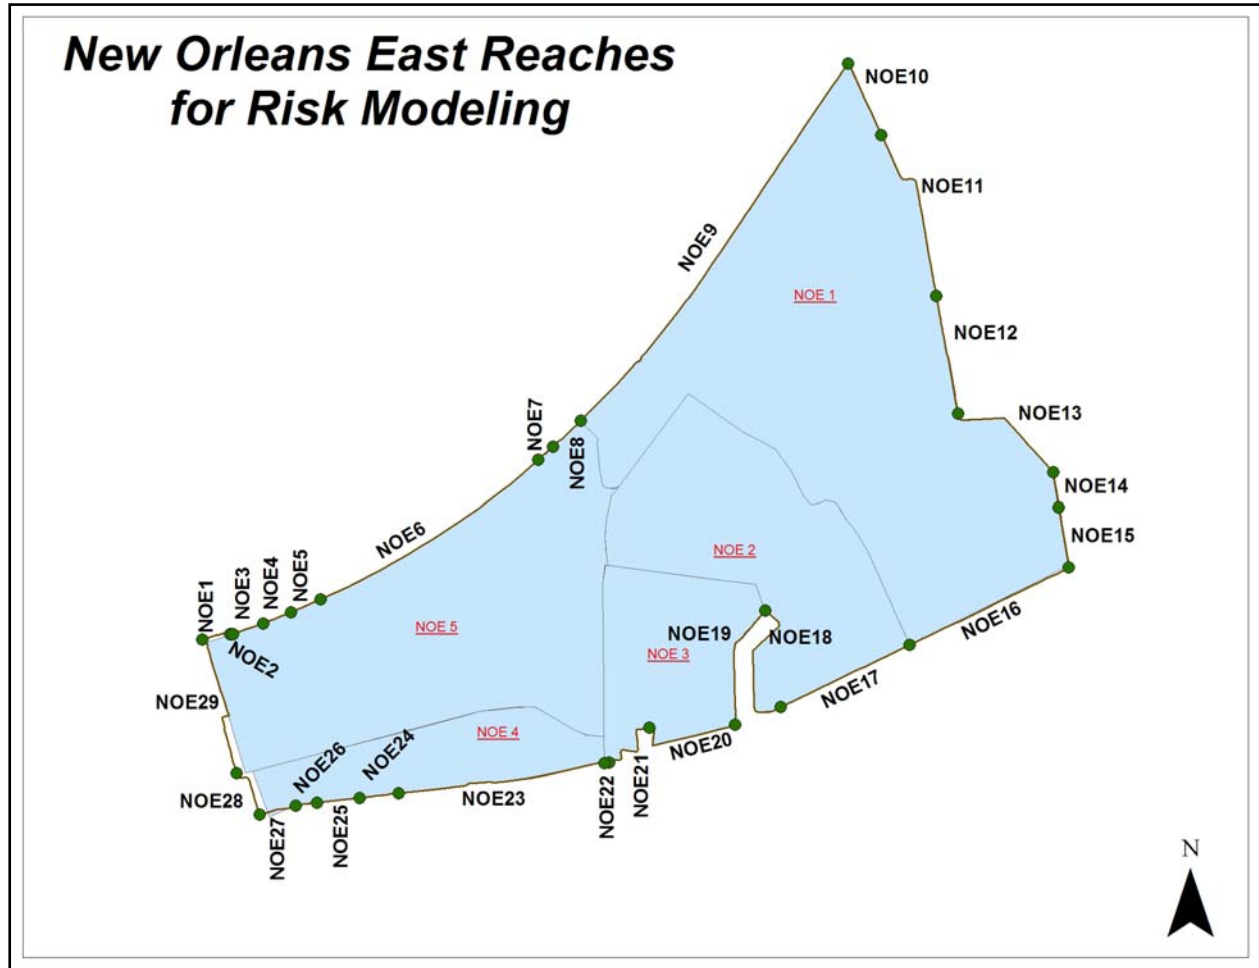 New Orleans East Reaches
for Risk Modeling
NOE10
NOE11
NOE9
NOE 1
NOE12
NOE13
NOE7
NOE8
NOE14
NOE15
NOE6
NOE 2
NOE5
NOE4
NOE3
NOE1
NOE2
NOE 5
NOE19
NOE18
NOE 3
NOE16
NOE17
NOE29
NOE 4
NOE20
NOE26
NOE24
NOE21
NOE22
NOE23
NOE28
NOE27
NOE25
N